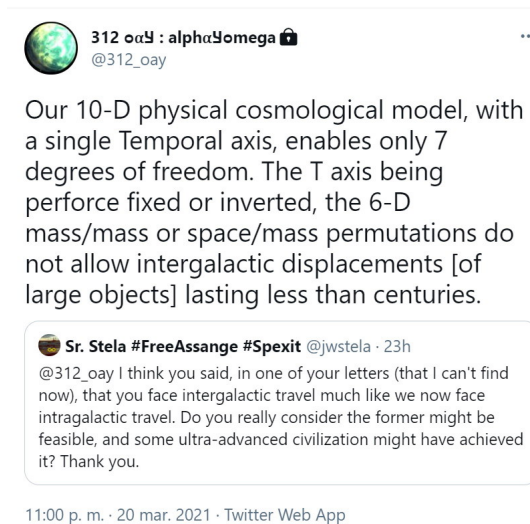 312 oαყ : alphαყomega
@312_oay
Our 10-D physical cosmological model, with
a single Temporal axis, enables only 7
degrees of freedom. The T axis being
perforce fixed or inverted, the 6-D
mass/mass or space/mass permutations do
not allow intergalactic displacements [of
large objects] lasting less than centuries.
Sr. Stela #FreeAssange #Spexit @jwstela · 23h
@312_oay I think you said, in one of your letters (that I can't find
now), that you face intergalactic travel much like we now face
intragalactic travel. Do you really consider the former might be
feasible, and some ultra-advanced civilization might have achieved
it? Thank you.
11:00 p. m. · 20 mar. 2021 · Twitter Web App